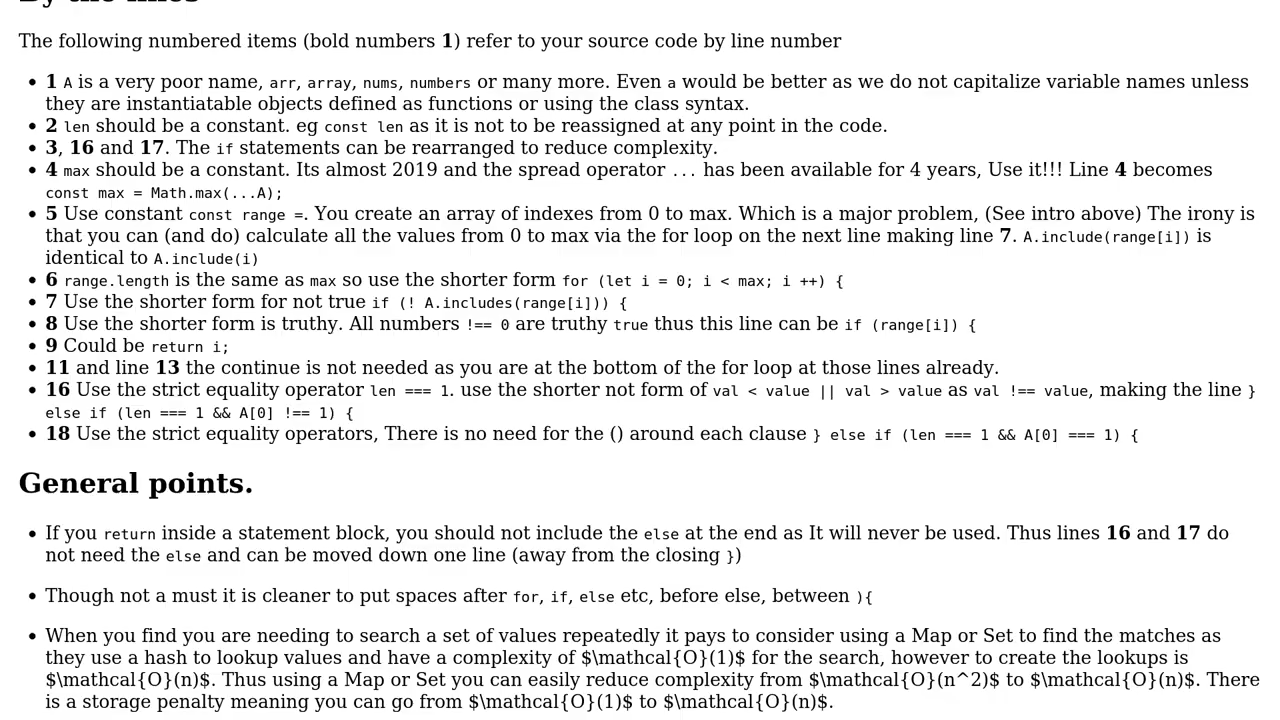 By the lines
The following numbered items (bold numbers 1) refer to your source code by line number
• 1 A is a very poor name, arr, array, nums, numbers or many more. Even a would be better as we do not capitalize variable names unless
they are instantiatable objects defined as functions or using the class syntax.
• 2 len should be a constant. eg const len as it is not to be reassigned at any point in the code.
• 3, 16 and 17. The if statements can be rearranged to reduce complexity.
• 4 max should be a constant. Its almost 2019 and the spread operator ... has been available for 4 years, Use it!!! Line 4 becomes
const max = Math.max(...A);
• 5 Use constant const range =. You create an array of indexes from 0 to max. Which is a major problem, (See intro above) The irony is
that you can (and do) calculate all the values from 0 to max via the for loop on the next line making line 7. A.include(range[i]) is
identical to A.include(i)
• 6 range.length is the same as max so use the shorter form for (let i = 0; i < max; i ++) {
• 7 Use the shorter form for not true if (! A.includes(range[i])) {
• 8 Use the shorter form is truthy. All numbers !== 0 are truthy true thus this line can be if (range[i]) {
• 9 Could be return i;
• 11 and line 13 the continue is not needed as you are at the bottom of the for loop at those lines already.
• 16 Use the strict equality operator len === 1. use the shorter not form of val < value || val > value as val !== value, making the line }
else if (len === 1 && A[0] !== 1) {
• 18 Use the strict equality operators, There is no need for the () around each clause } else if (len === 1 && A[0] === 1) {
General points.
• If you return inside a statement block, you should not include the else at the end as It will never be used. Thus lines 16 and 17 do
not need the else and can be moved down one line (away from the closing })
• Though not a must it is cleaner to put spaces after for, if, else etc, before else, between ){
• When you find you are needing to search a set of values repeatedly it pays to consider using a Map or Set to find the matches as
they use a hash to lookup values and have a complexity of $\mathcal{O}(1)$ for the search, however to create the lookups is
$\mathcal{O}(n)$. Thus using a Map or Set you can easily reduce complexity from $\mathcal{O}(n^2)$ to $\mathcal{O}(n)$. There
is a storage penalty meaning you can go from $\mathcal{O}(1)$ to $\mathcal{O}(n)$.